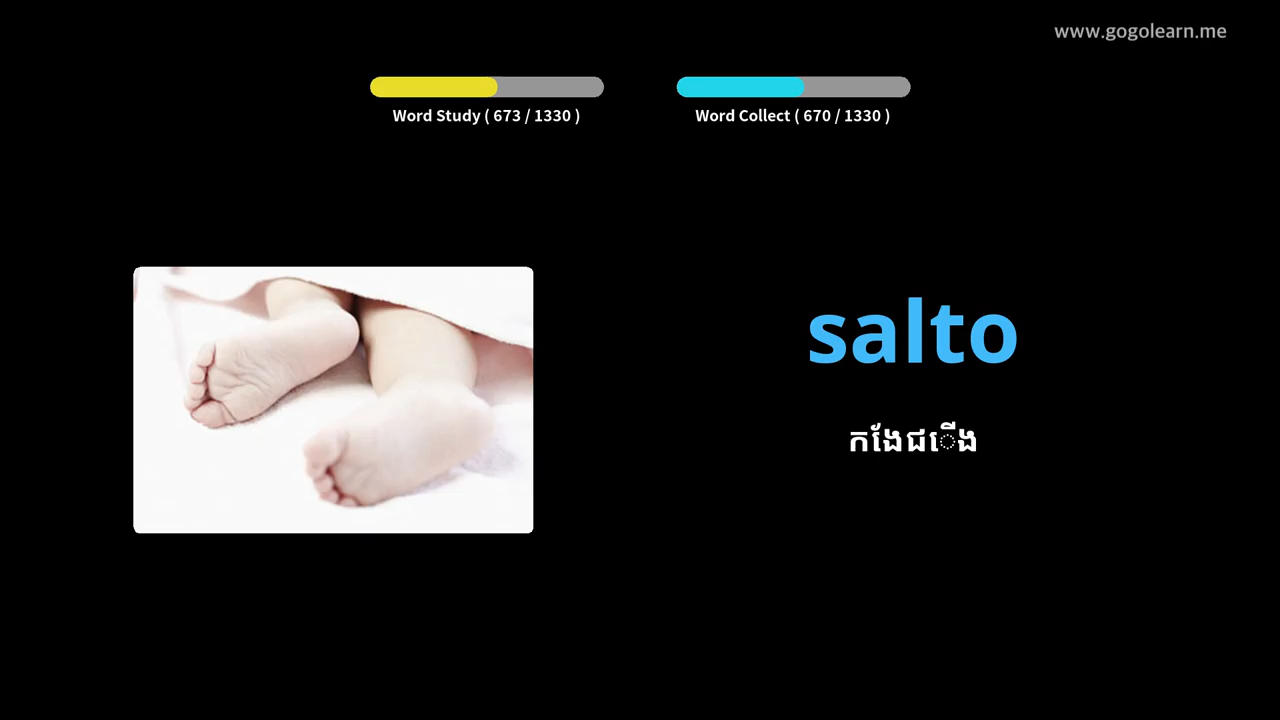 www.gogolearn.me
Word Study ( 673 / 1330 )
Word Collect ( 670 / 1330 )
salto
កងែជើង